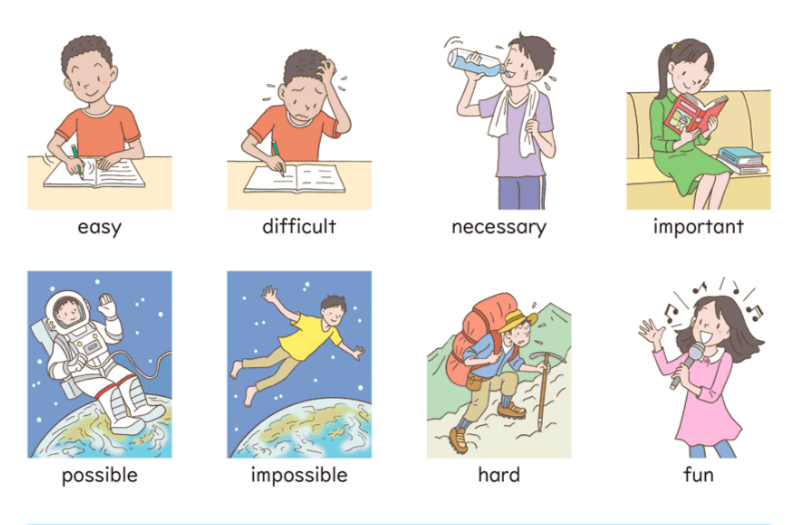 easy
difficult
necessary
important
possible
impossible
hard
fun